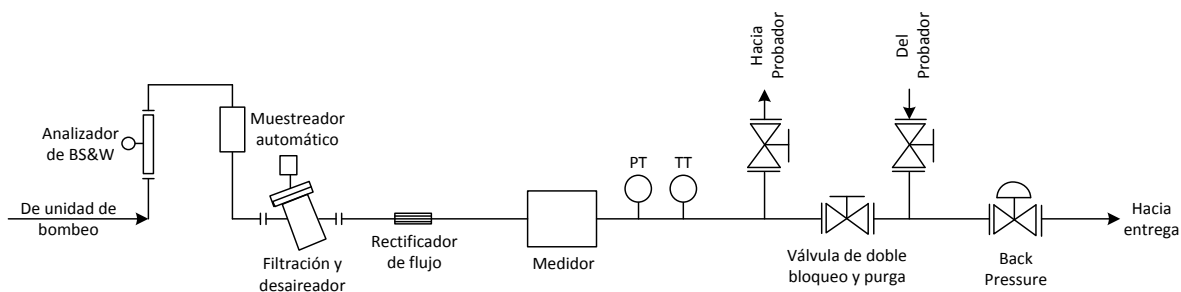 Analizador
de BS&W
De unidad de
bombeo
Muestreador
automático
Filtración y
desaireador
Rectificador
de flujo
Medidor
PT
TT
Hacia
Probador
Del
Probador
Válvula de doble
bloqueo y purga
Back
Pressure
Hacia
entrega